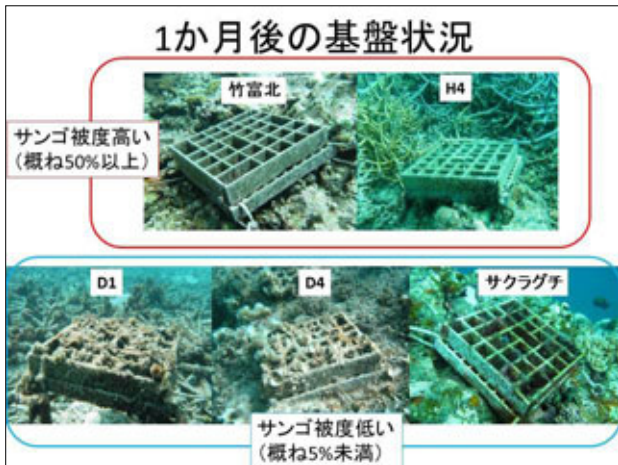 1か月後の基盤状況
竹富北
H4
サンゴ被度高い
（概ね50%以上）
D1
D4
サクラグチ
サンゴ被度低い
（概ね5%未満）